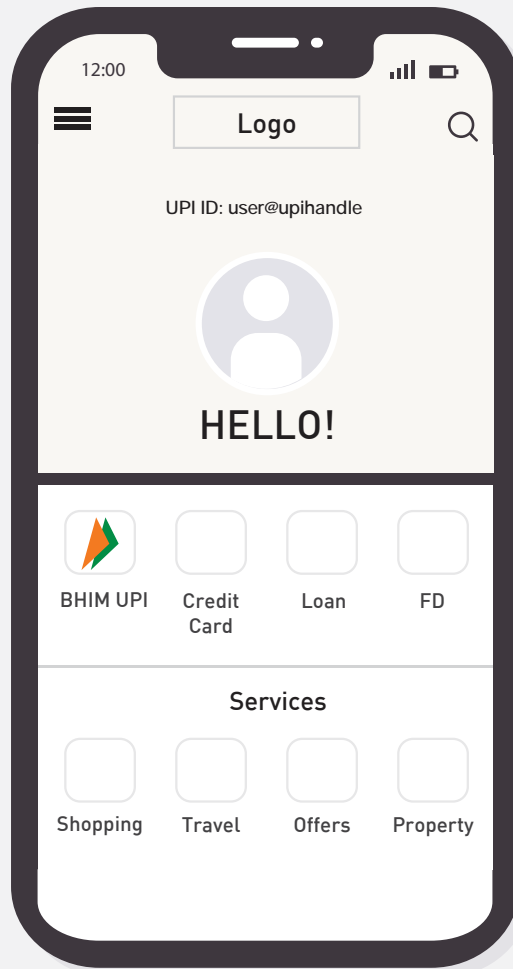 12:00
Logo
UPI ID: user@upihandle
HELLO!
BHIM UPI Credit Card Loan FD
Services
Shopping Travel Offers Property